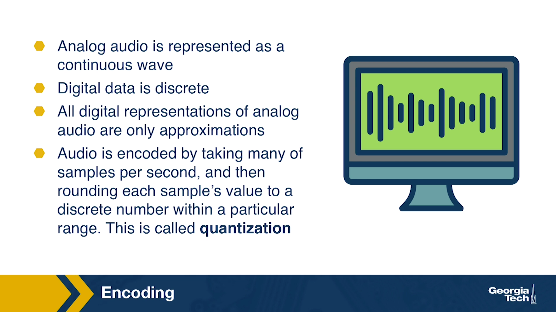 Analog audio is represented as a
continuous wave
Digital data is discrete
All digital representations of analog
audio are only approximations
Audio is encoded by taking many of
samples per second, and then
rounding each sample's value to a
discrete number within a particular
range. This is called quantization
Encoding
Georgia
Tech